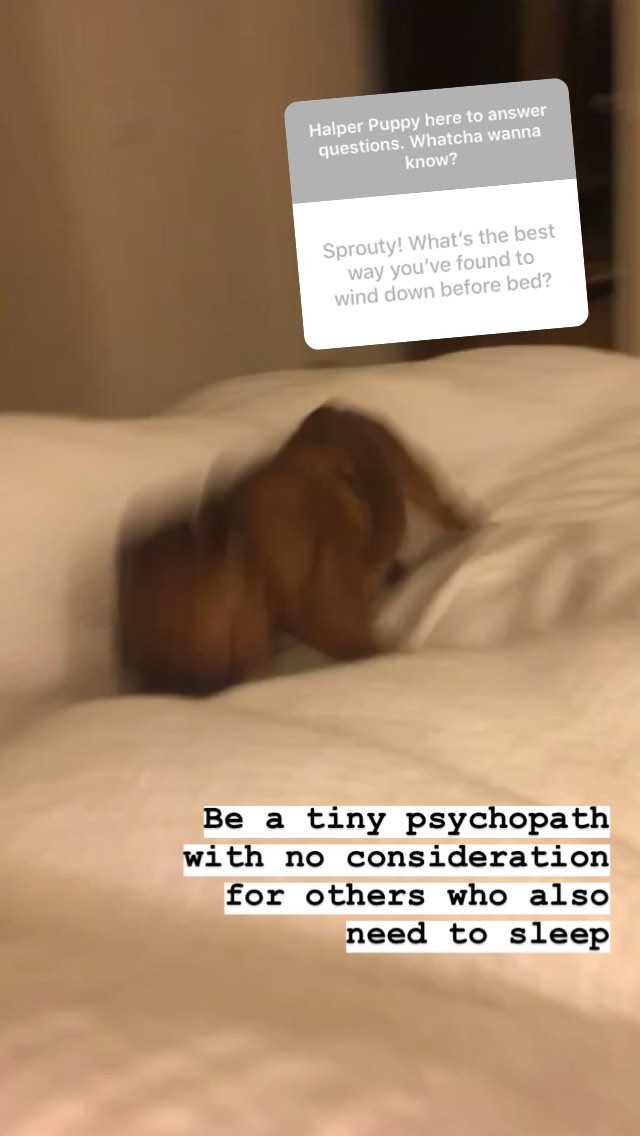 Halper Puppy here to answer
questions. Whatcha wanna
know?
Sprouty! What's the best
way you've found to
wind down before bed?
Be a tiny psychopath
with no consideration
for others who also
need to sleep